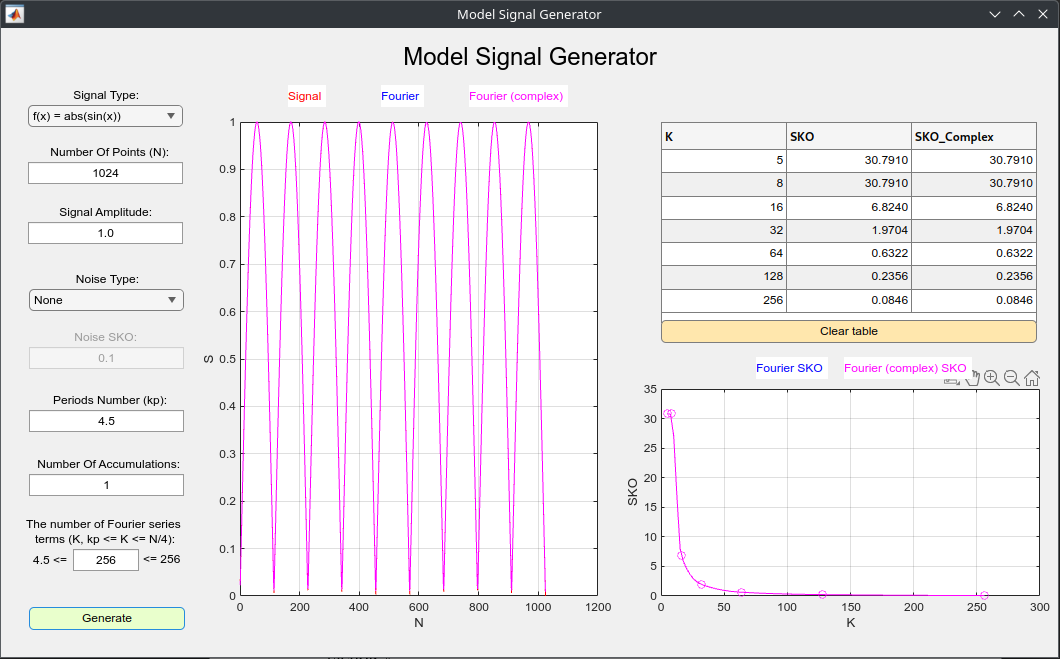 Model Signal Generator
Model Signal Generator
Signal Type:
f(x) = abs(sin(x))
Number Of Points (N):
1024
Signal Amplitude:
1.0
Noise Type:
None
Noise SKO:
0.1
Periods Number (kp):
4.5
Number Of Accumulations:
1
The number of Fourier series
terms (K, kp <= K <= N/4):
4.5 <= 256 <= 256
Generate
Signal Fourier Fourier (complex)
1
0.9
0.8
0.7
0.6
0.5
0.4
0.3
0.2
0.1
0
S
0 200 400 600 800 1000 1200
N
K SKO SKO_Complex
5 30.7910 30.7910
8 30.7910 30.7910
16 6.8240 6.8240
32 1.9704 1.9704
64 0.6322 0.6322
128 0.2356 0.2356
256 0.0846 0.0846
Clear table
Fourier SKO Fourier (complex) SKO
35
30
25
20
15
10
5
0
SKO
0 50 100 150 200 250 300
K